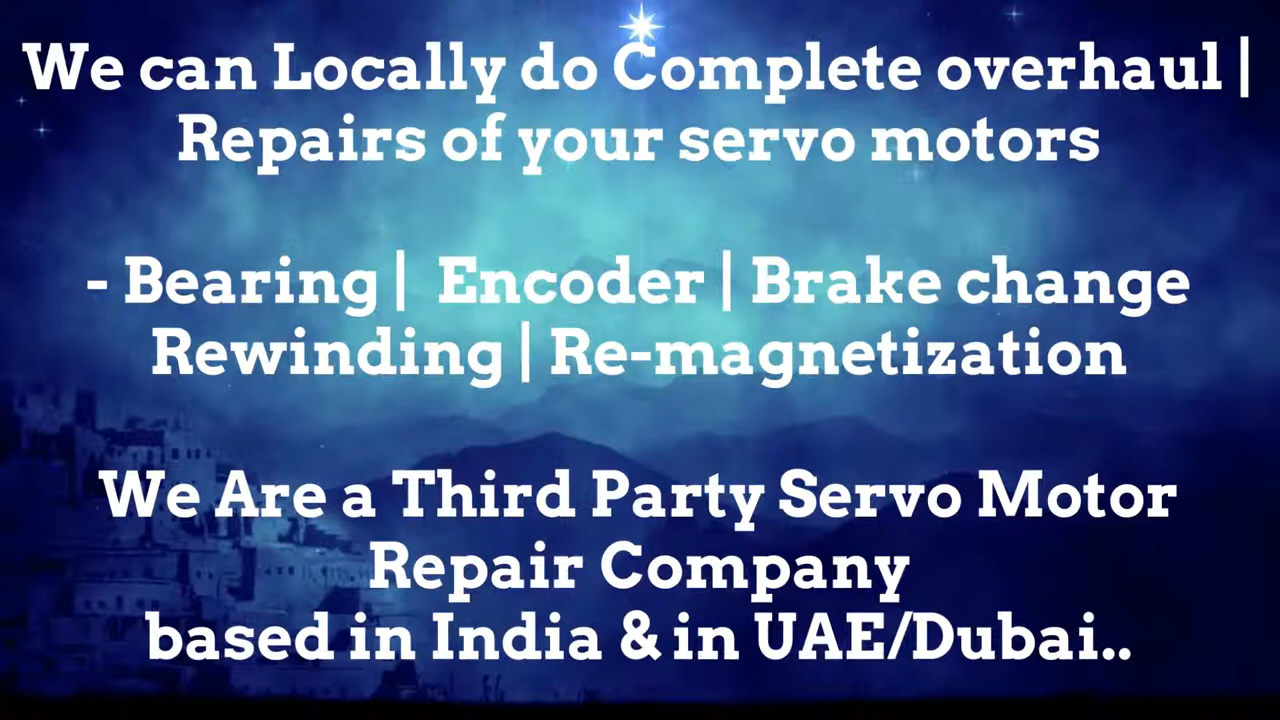 We can Locally do Complete overhaul |
Repairs of your servo motors
- Bearing | Encoder | Brake change
Rewinding | Re-magnetization
We Are a Third Party Servo Motor
Repair Company
based in India & in UAE/Dubai..